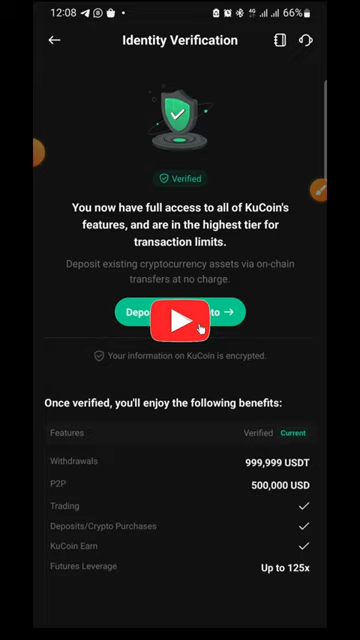 12:08
66%
Identity Verification
Verified
You now have full access to all of KuCoin's
features, and are in the highest tier for
transaction limits.
Deposit existing cryptocurrency assets via on-chain
transfers at no charge.
Your information on KuCoin is encrypted.
Once verified, you'll enjoy the following benefits:
Features Verified Current
Withdrawals 999,999 USDT
P2P 500,000 USD
Trading
Deposits/Crypto Purchases
KuCoin Earn
Futures Leverage Up to 125x